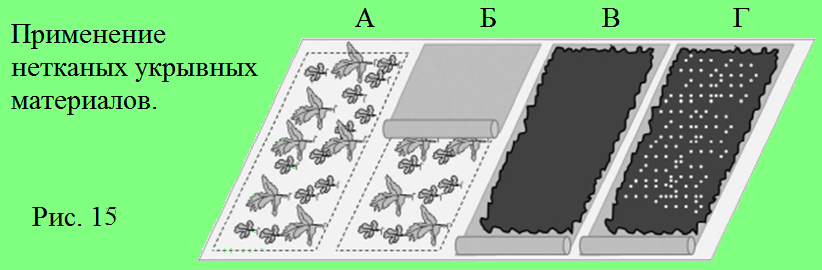 А Б В Г
Применение
нетканых укрывных
материалов.
Рис. 15